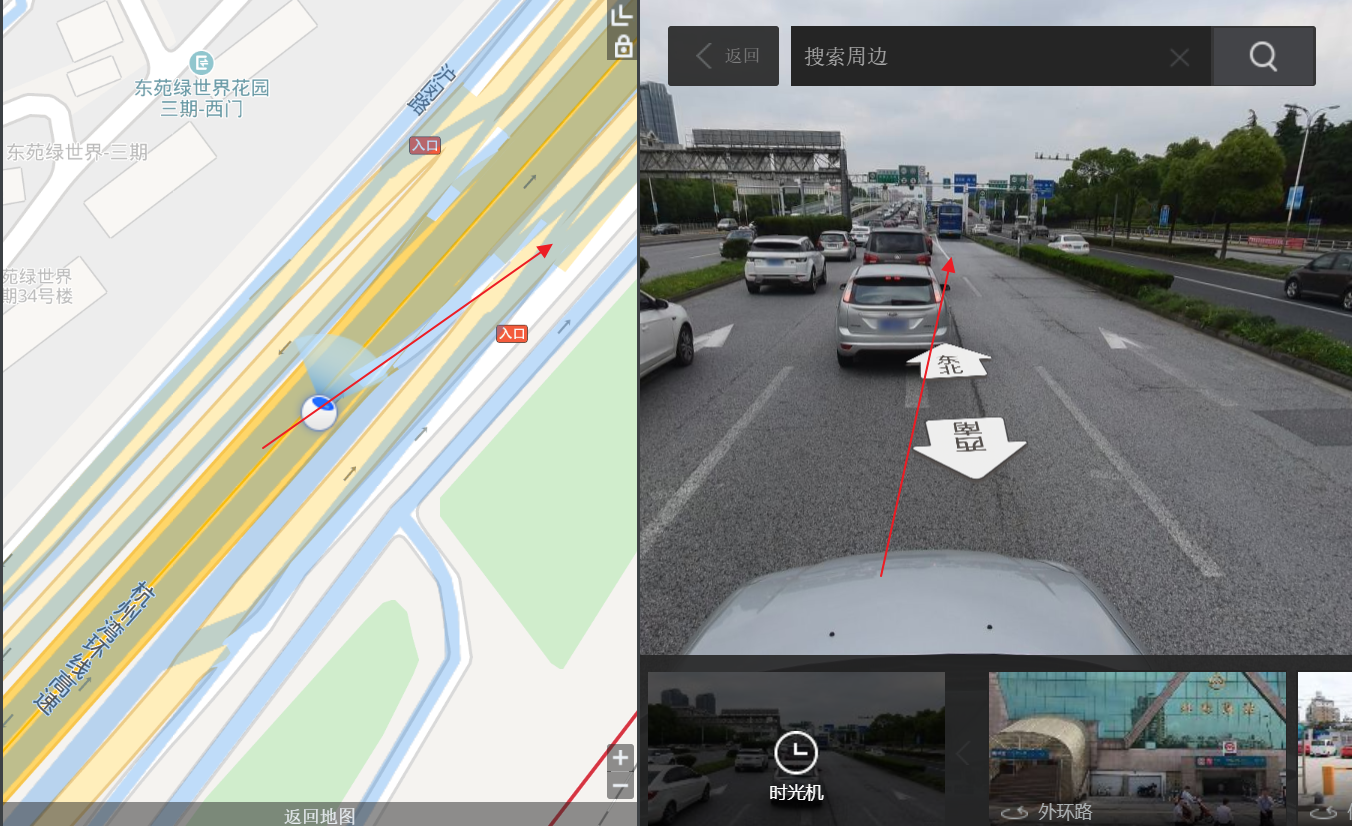 东苑绿世界花园
三期-西门
沪闵路
入口
东苑绿世界-三期
苑绿世界
期34号楼
入口
杭州湾环线高速
返回地图
返回
搜索周边
东北
西南
时光机
外环路